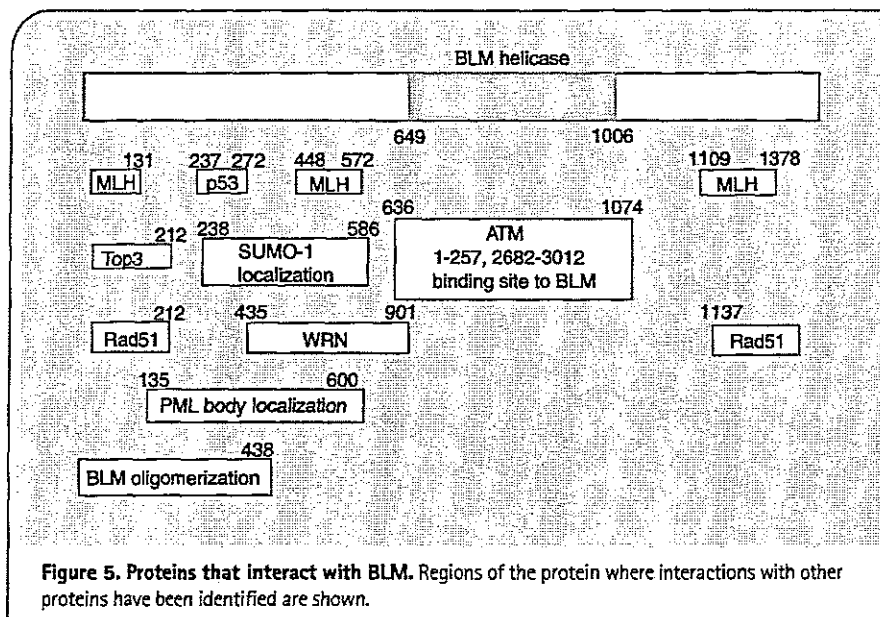 BLM helicase
649 1006
131 237 272 448 572 1109 1378
MLH p53 MLH MLH
636 1074
212 238 586 ATM
Top3 SUMO-1 1-257, 2682-3012
localization binding site to BLM
212 435 901 1137
Rad51 WRN Rad51
135 600
PML body localization
438
BLM oligomerization
Figure 5. Proteins that interact with BLM. Regions of the protein where interactions with other
proteins have been identified are shown.